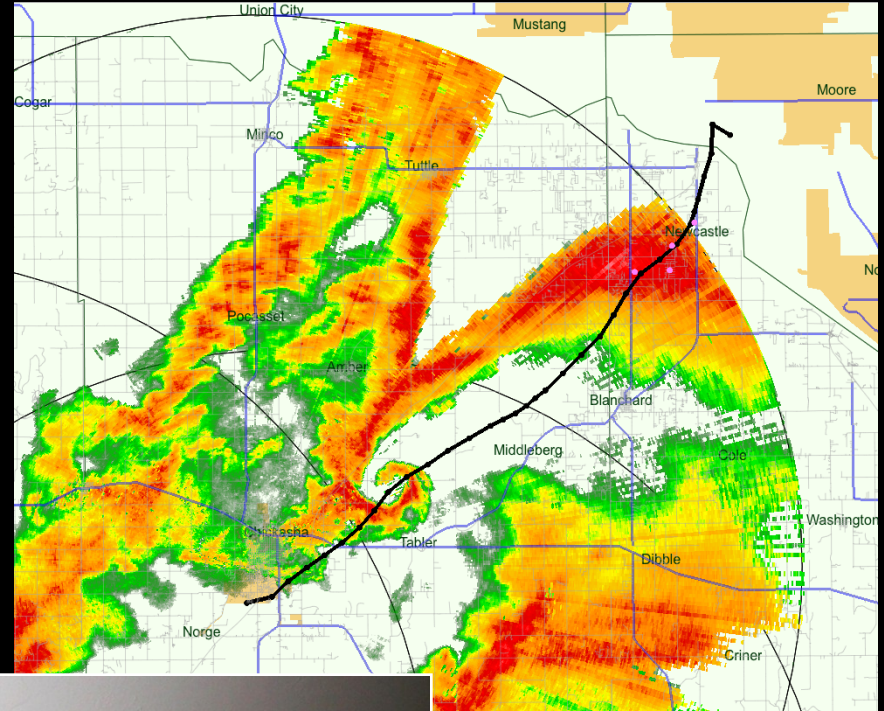 Union City
Mustang
Moore
Cogar
Minco
Tuttle
Newcastle
No
Pocasset
Amher
Blanchard
Middleberg
Cole
Washington
Chickasha
Tabler
Dibble
Norge
Criner